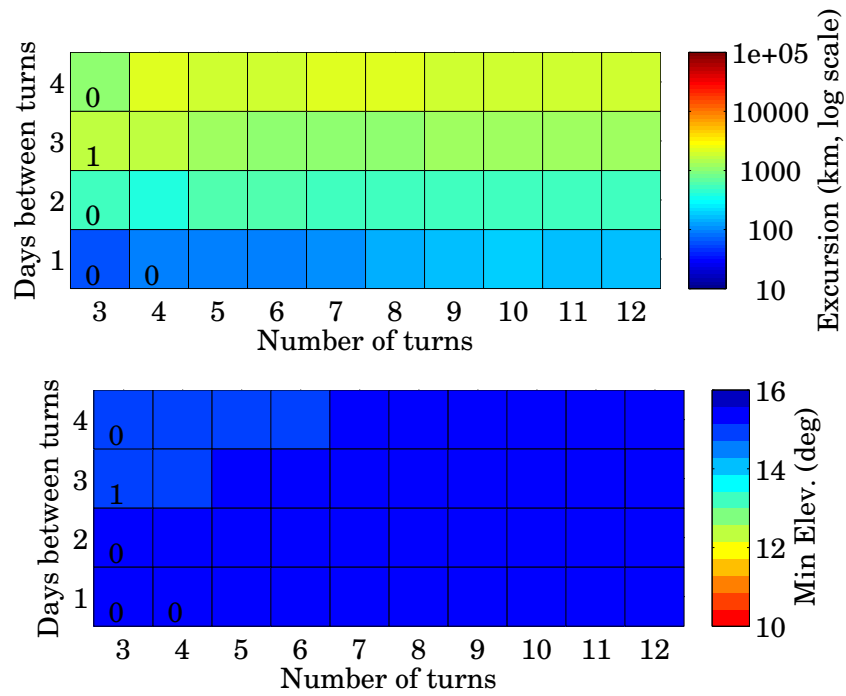 Days between turns
4
3
2
1
0
1
0
0 0
3 4 5 6 7 8 9 10 11 12
Number of turns
1e+05
10000
1000
100
10
Excursion (km, log scale)
Days between turns
4
3
2
1
0
1
0
0 0
3 4 5 6 7 8 9 10 11 12
Number of turns
16
14
12
10
Min Elev. (deg)